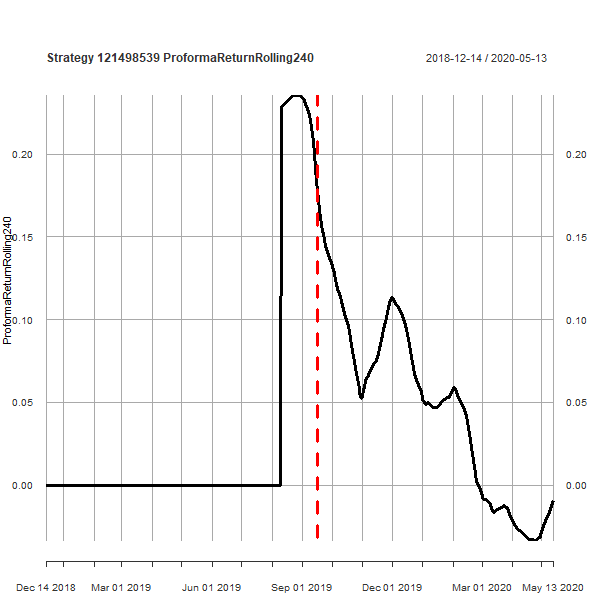 Strategy 121498539 ProformaReturnRolling240
2018-12-14 / 2020-05-13
ProformaReturnRolling240
0.20
0.20
0.15
0.15
0.10
0.10
0.05
0.05
0.00
0.00
Dec 14 2018
Mar 01 2019
Jun 01 2019
Sep 01 2019
Dec 01 2019
Mar 01 2020
May 13 2020